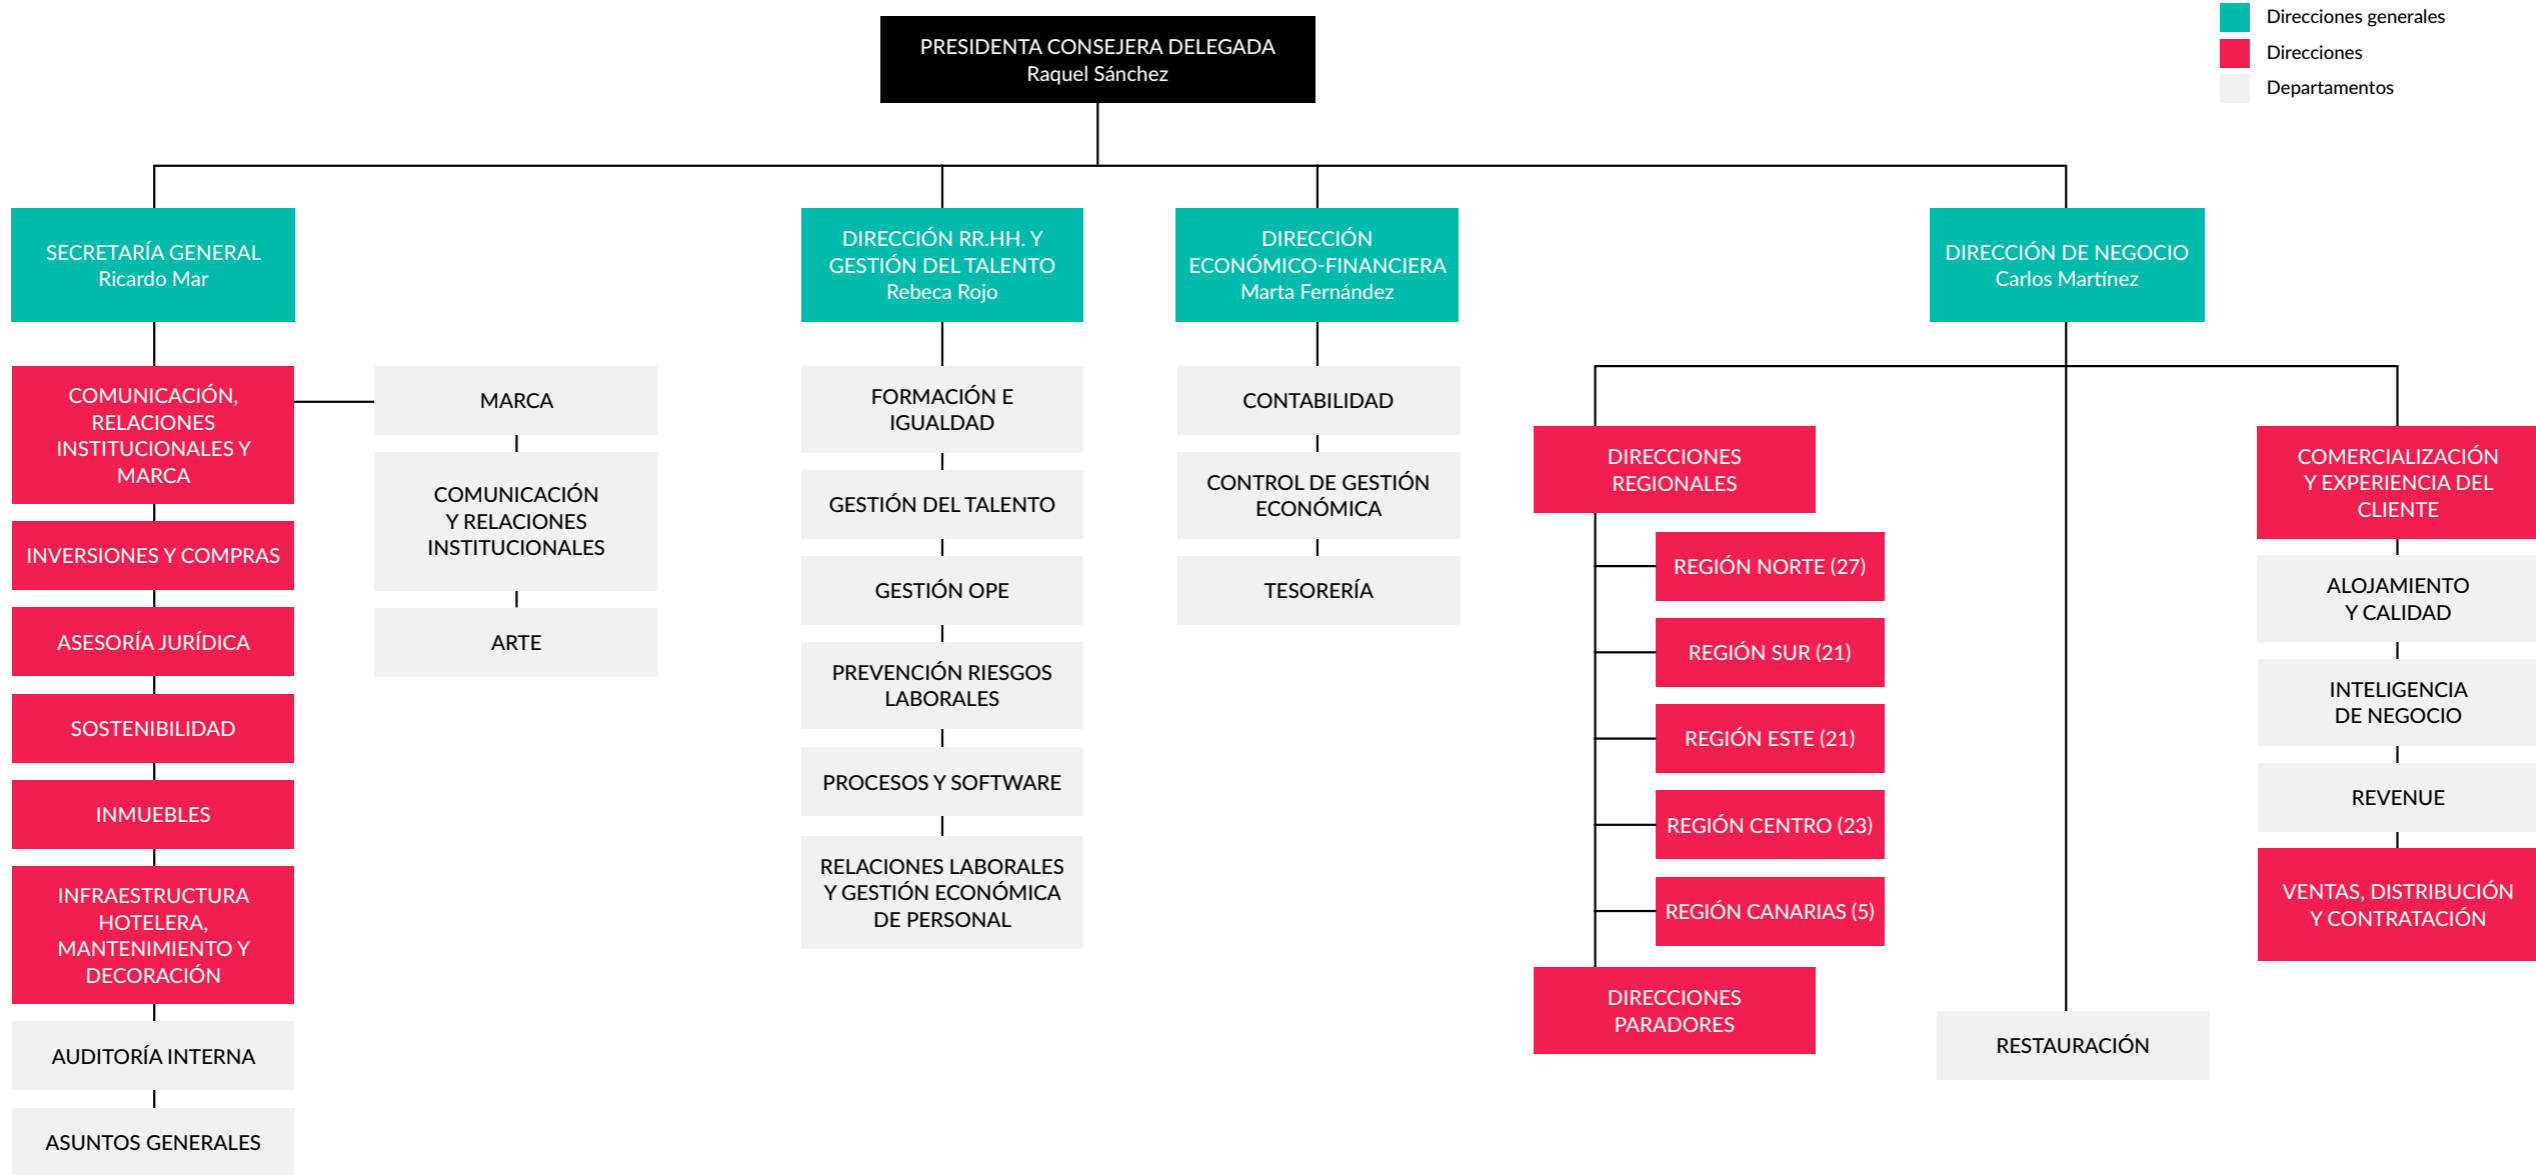 PRESIDENTA CONSEJERA DELEGADA
Raquel Sánchez
Direcciones generales
Direcciones
Departamentos
SECRETARÍA GENERAL
Ricardo Mar
COMUNICACIÓN,
RELACIONES
INSTITUCIONALES Y
MARCA
INVERSIONES Y COMPRAS
ASESORÍA JURÍDICA
SOSTENIBILIDAD
INMUEBLES
INFRAESTRUCTURA
HOTELERA,
MANTENIMIENTO Y
DECORACIÓN
AUDITORÍA INTERNA
ASUNTOS GENERALES
MARCA
COMUNICACIÓN
Y RELACIONES
INSTITUCIONALES
ARTE
DIRECCIÓN RR.HH. Y
GESTIÓN DEL TALENTO
Rebeca Rojo
FORMACIÓN E
IGUALDAD
GESTIÓN DEL TALENTO
GESTIÓN OPE
PREVENCIÓN RIESGOS
LABORALES
PROCESOS Y SOFTWARE
RELACIONES LABORALES
Y GESTIÓN ECONÓMICA
DE PERSONAL
DIRECCIÓN
ECONÓMICO-FINANCIERA
Marta Fernández
CONTABILIDAD
CONTROL DE GESTIÓN
ECONÓMICA
TESORERÍA
DIRECCIÓN DE NEGOCIO
Carlos Martínez
DIRECCIONES
REGIONALES
REGIÓN NORTE (27)
REGIÓN SUR (21)
REGIÓN ESTE (21)
REGIÓN CENTRO (23)
REGIÓN CANARIAS (5)
DIRECCIONES
PARADORES
RESTAURACIÓN
COMERCIALIZACIÓN
Y EXPERIENCIA DEL
CLIENTE
ALOJAMIENTO
Y CALIDAD
INTELIGENCIA
DE NEGOCIO
REVENUE
VENTAS, DISTRIBUCIÓN
Y CONTRATACIÓN